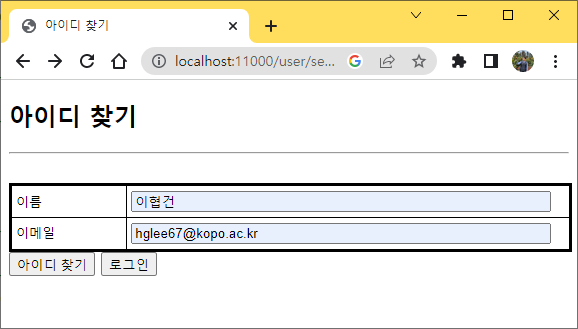 아이디 찾기
localhost:11000/user/se...
아이디 찾기
이름 이협건
이메일 hglee67@kopo.ac.kr
아이디 찾기 로그인